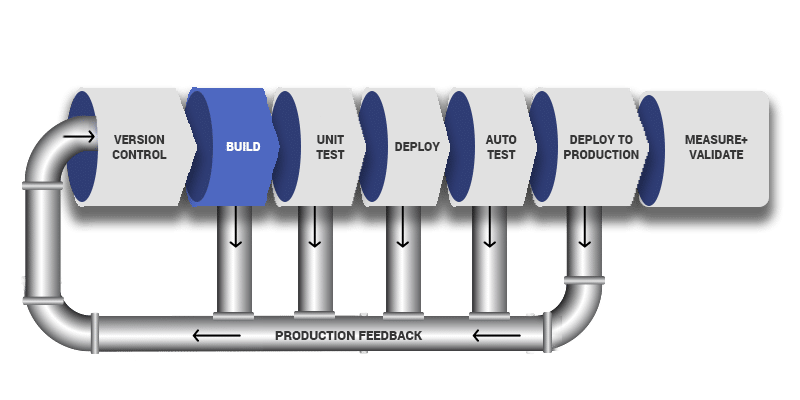 VERSION
CONTROL
BUILD
UNIT
TEST
DEPLOY
AUTO
TEST
DEPLOY TO
PRODUCTION
MEASURE+
VALIDATE
PRODUCTION FEEDBACK